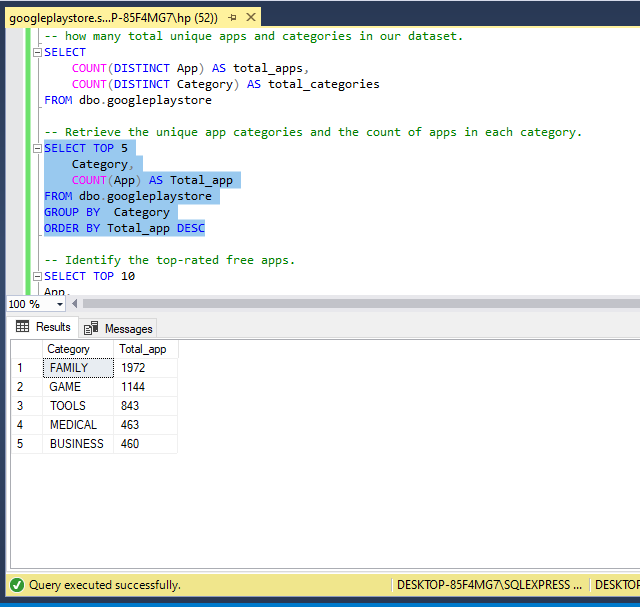 googleplaystore.s...P-85F4MG7\hp (52))
-- how many total unique apps and categories in our dataset.
SELECT
COUNT(DISTINCT App) AS total_apps,
COUNT(DISTINCT Category) AS total_categories
FROM dbo.googleplaystore
-- Retrieve the unique app categories and the count of apps in each category.
SELECT TOP 5
Category,
COUNT(App) AS Total_app
FROM dbo.googleplaystore
GROUP BY  Category
ORDER BY Total_app DESC
-- Identify the top-rated free apps.
SELECT TOP 10
App,
100 %
Results Messages
Category Total_app
1 FAMILY 1972
2 GAME 1144
3 TOOLS 843
4 MEDICAL 463
5 BUSINESS 460
Query executed successfully. DESKTOP-85F4MG7\SQLEXPRESS ... DESKTOP